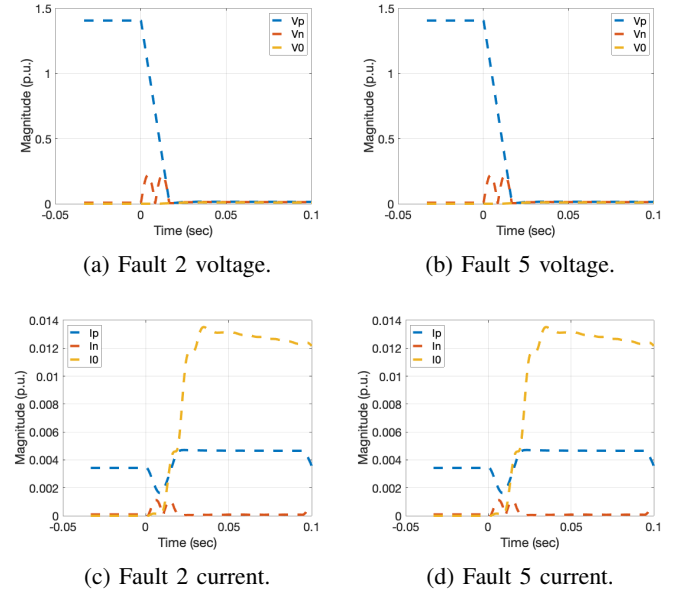 1.5
1
0.5
0
Magnitude (p.u.)
Vp
Vn
V0
-0.05
0
0.05
0.1
Time (sec)
(a) Fault 2 voltage.
1.5
1
0.5
0
Magnitude (p.u.)
Vp
Vn
V0
-0.05
0
0.05
0.1
Time (sec)
(b) Fault 5 voltage.
0.014
0.012
0.01
0.008
0.006
0.004
0.002
0
Magnitude (p.u.)
Ip
In
I0
-0.05
0
0.05
0.1
Time (sec)
(c) Fault 2 current.
0.014
0.012
0.01
0.008
0.006
0.004
0.002
0
Magnitude (p.u.)
Ip
In
I0
-0.05
0
0.05
0.1
Time (sec)
(d) Fault 5 current.